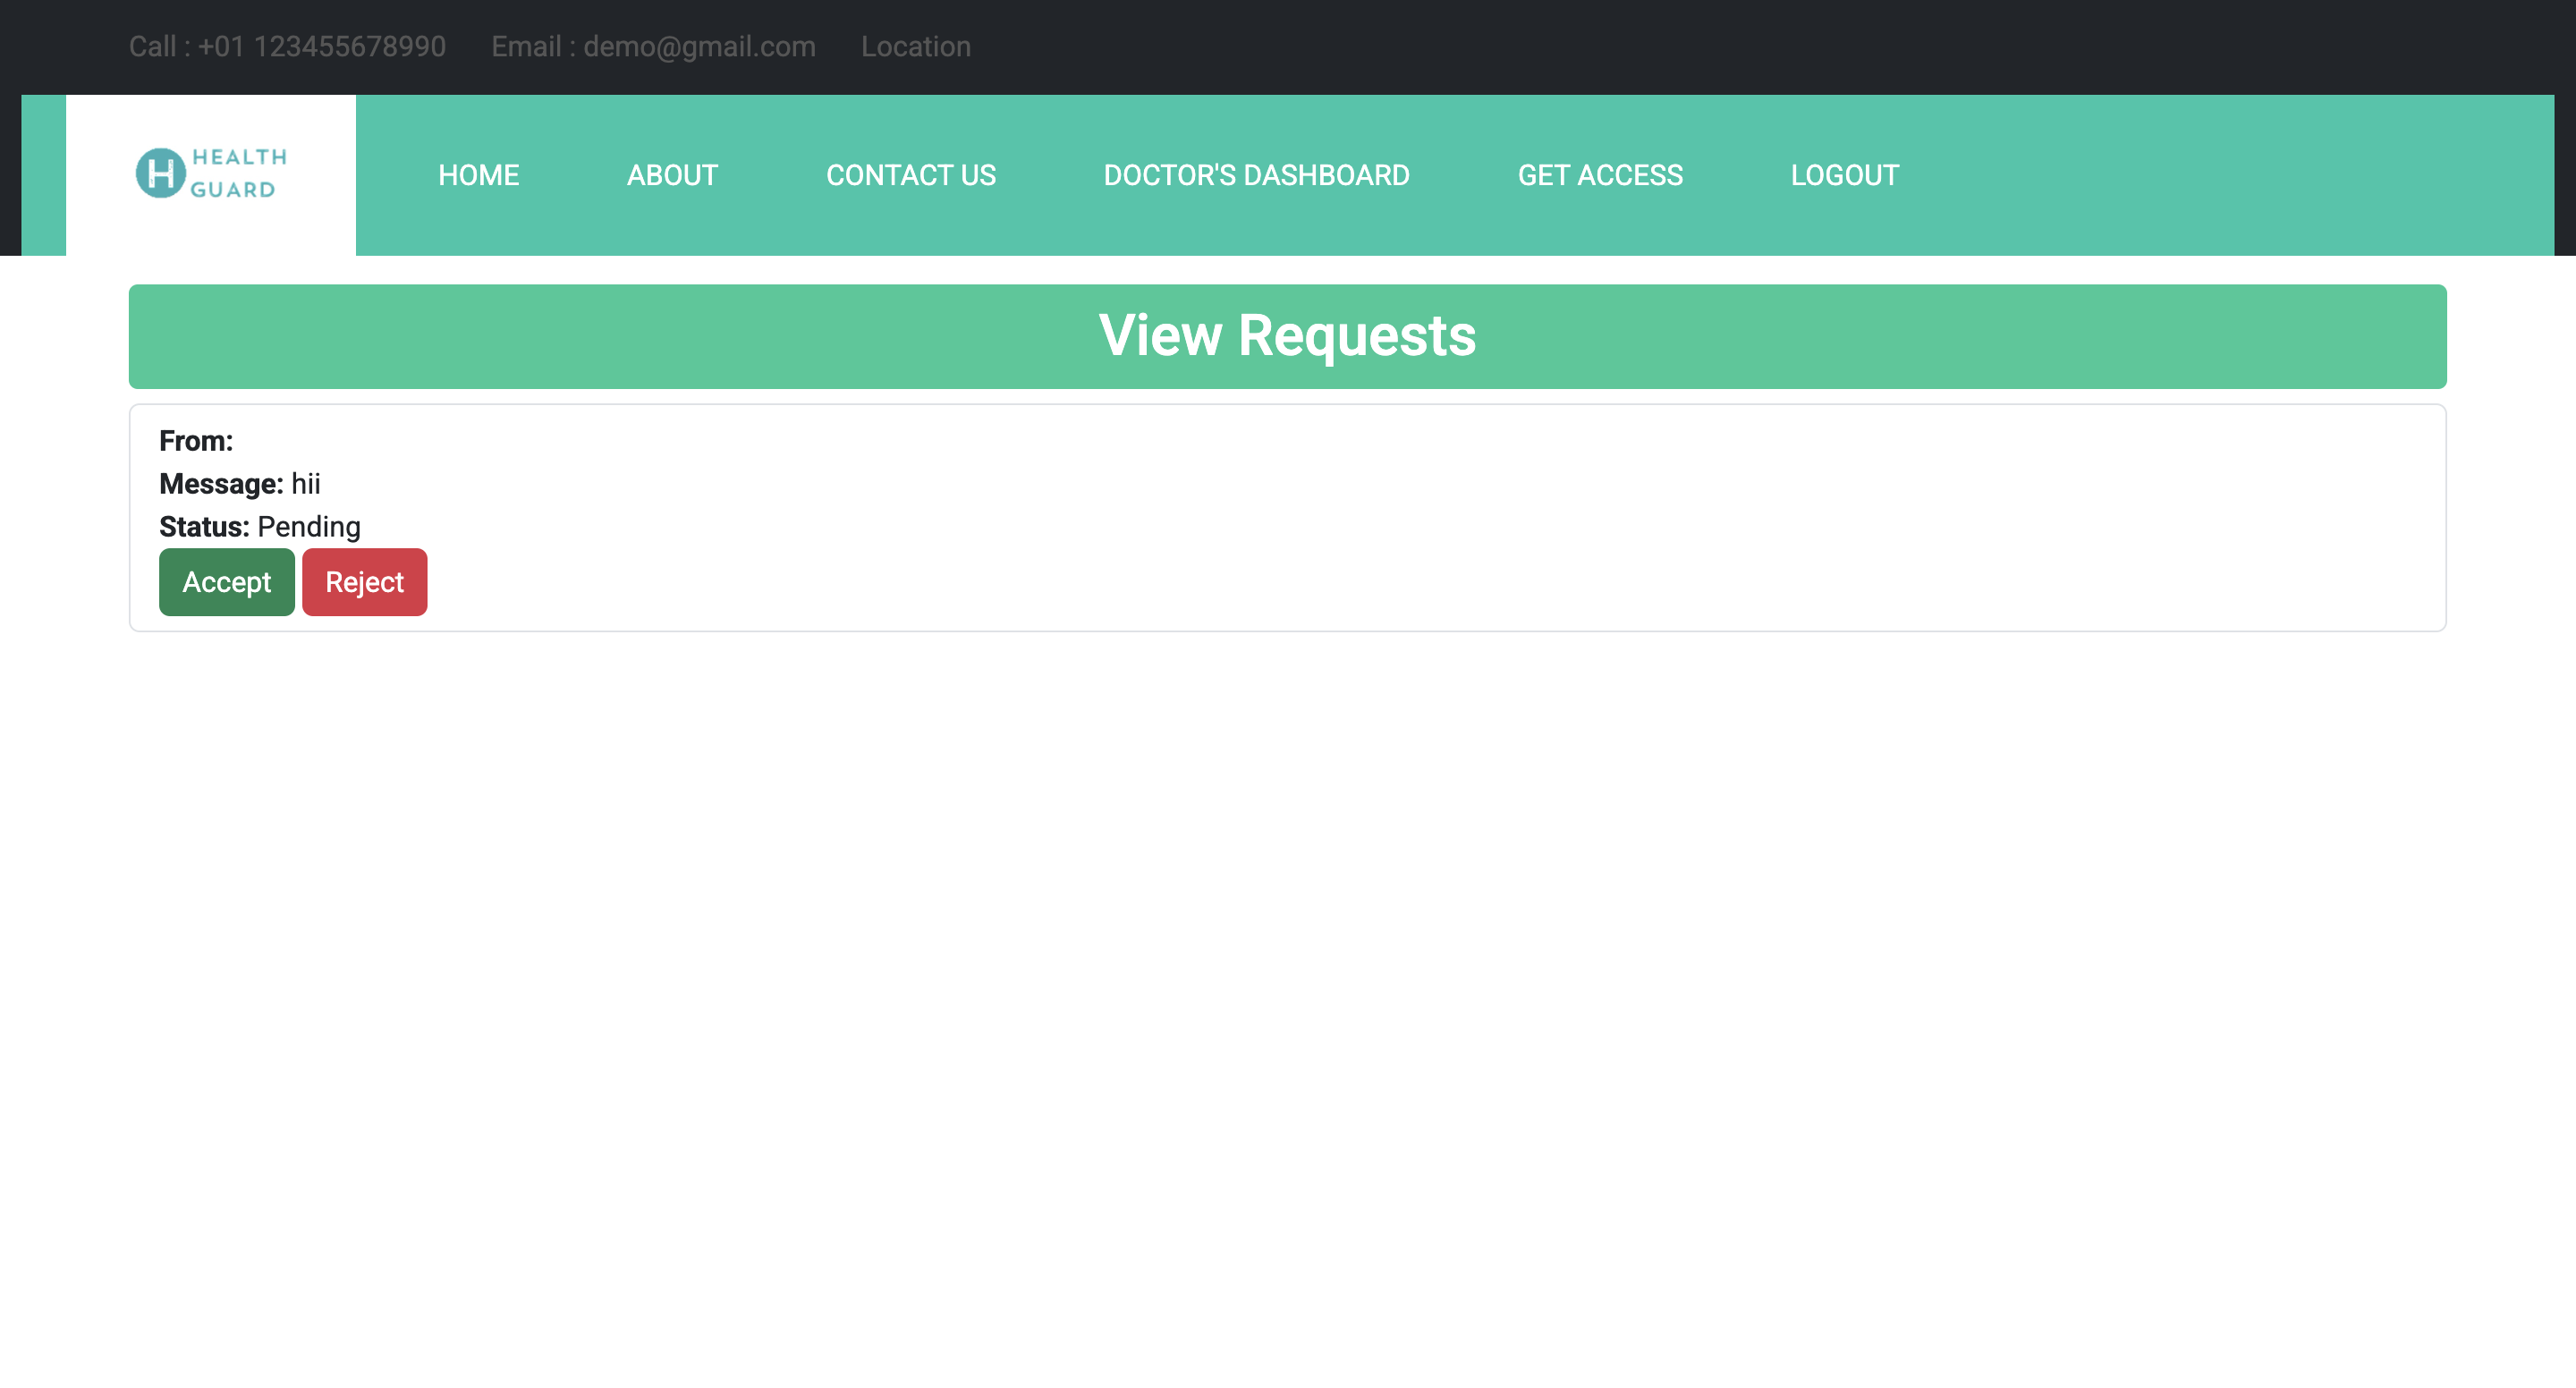 Call : +01 123455678990 Email : demo@gmail.com Location
HEALTH
GUARD
H
HOME ABOUT CONTACT US DOCTOR'S DASHBOARD GET ACCESS LOGOUT
View Requests
From:
Message: hii
Status: Pending
Accept Reject